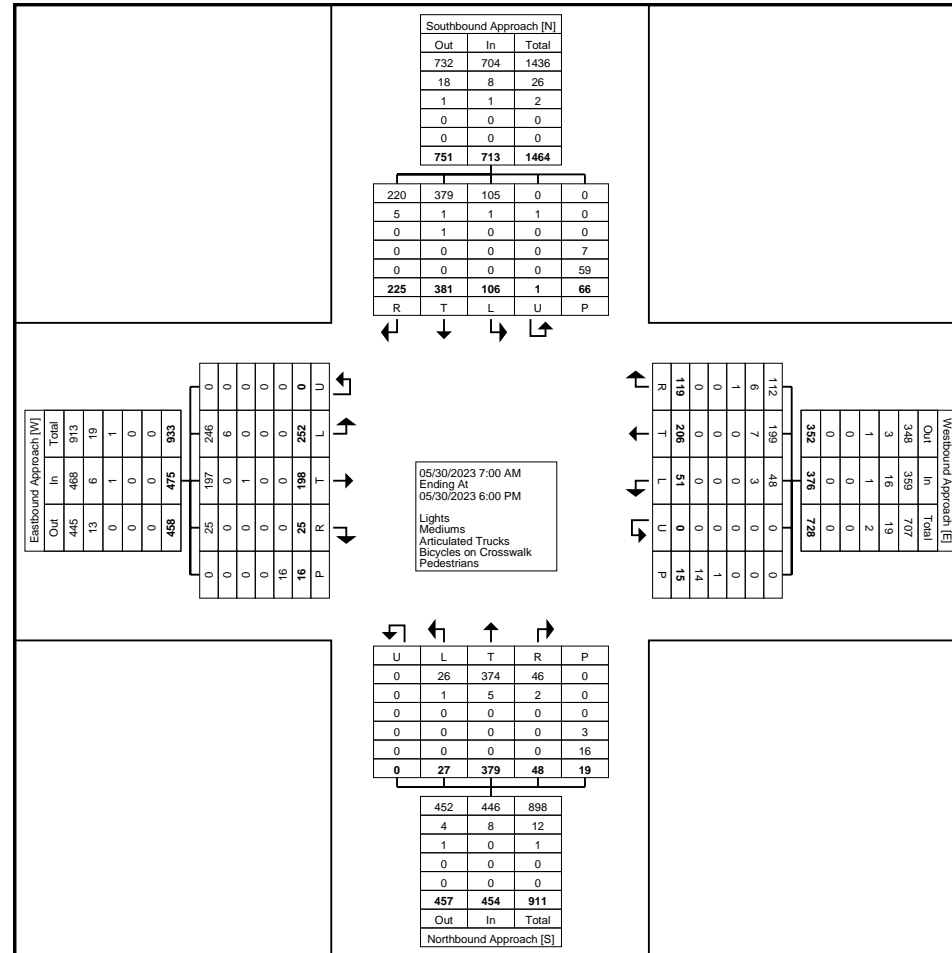 Southbound Approach [N]
Out In Total
732 704 1436
18 8 26
1 1 2
0 0 0
0 0 0
751 713 1464
220 379 105 0 0
5 1 1 1 0
0 1 0 0 0
0 0 0 0 7
0 0 0 0 59
225 381 106 1 66
R T L U P
Eastbound Approach [W]
Total In Out
913 468 445
19 6 13
1 1 0
0 0 0
0 0 0
933 475 458
0 246 197 25 0
0 6 0 0 0
0 0 1 0 0
0 0 0 0 0
0 0 0 0 16
0 252 198 25 16
U L T R P
05/30/2023 7:00 AM
Ending At
05/30/2023 6:00 PM
Lights
Mediums
Articulated Trucks
Bicycles on Crosswalk
Pedestrians
Westbound Approach [E]
Out In Total
348 359 707
3 16 19
1 1 2
0 0 0
0 0 0
352 376 728
112 199 48 0 0
6 7 3 0 0
1 0 0 0 0
0 0 0 0 1
0 0 0 0 14
119 206 51 0 15
R T L U P
U L T R P
0 26 374 46 0
0 1 5 2 0
0 0 0 0 0
0 0 0 0 3
0 0 0 0 16
0 27 379 48 19
452 446 898
4 8 12
1 0 1
0 0 0
0 0 0
457 454 911
Out In Total
Northbound Approach [S]